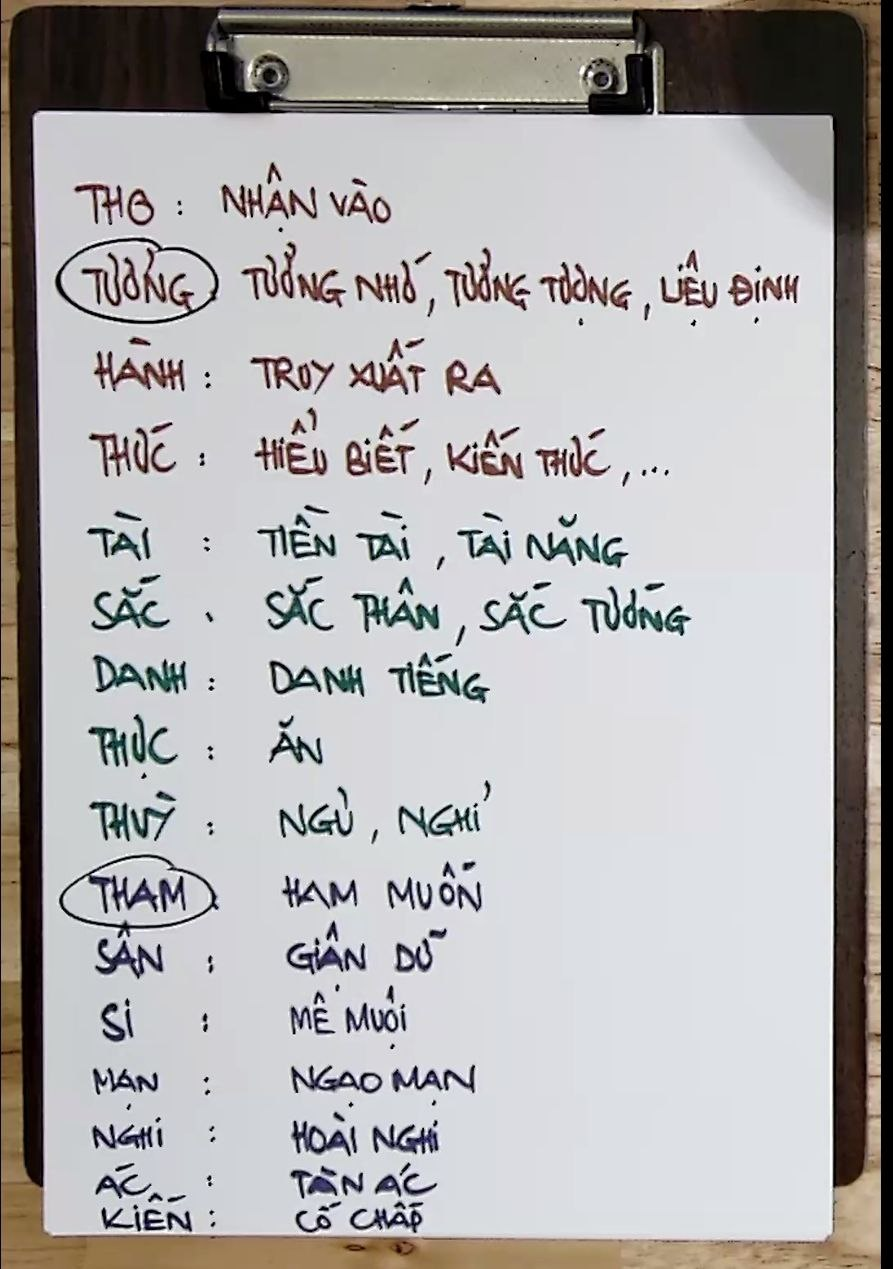 THỌ : NHẬN VÀO
TƯỞNG : TƯỞNG NHỚ, TƯỞNG TƯỢNG, LIỆU ĐỊNH
HÀNH : TRUY XUẤT RA
THỨC : HIỂU BIẾT, KIẾN THỨC, ...
TÀI : TIỀN TÀI, TÀI NĂNG
SẮC : SẮC THÂN, SẮC TƯỚNG
DANH : DANH TIẾNG
THỰC : ĂN
THUỲ : NGỦ, NGHỈ
THAM : HAM MUỐN
SÂN : GIẬN DỮ
SI : MÊ MUỘI
MẠN : NGẠO MẠN
NGHI : HOÀI NGHI
ÁC : TÀN ÁC
KIẾN : CỐ CHẤP